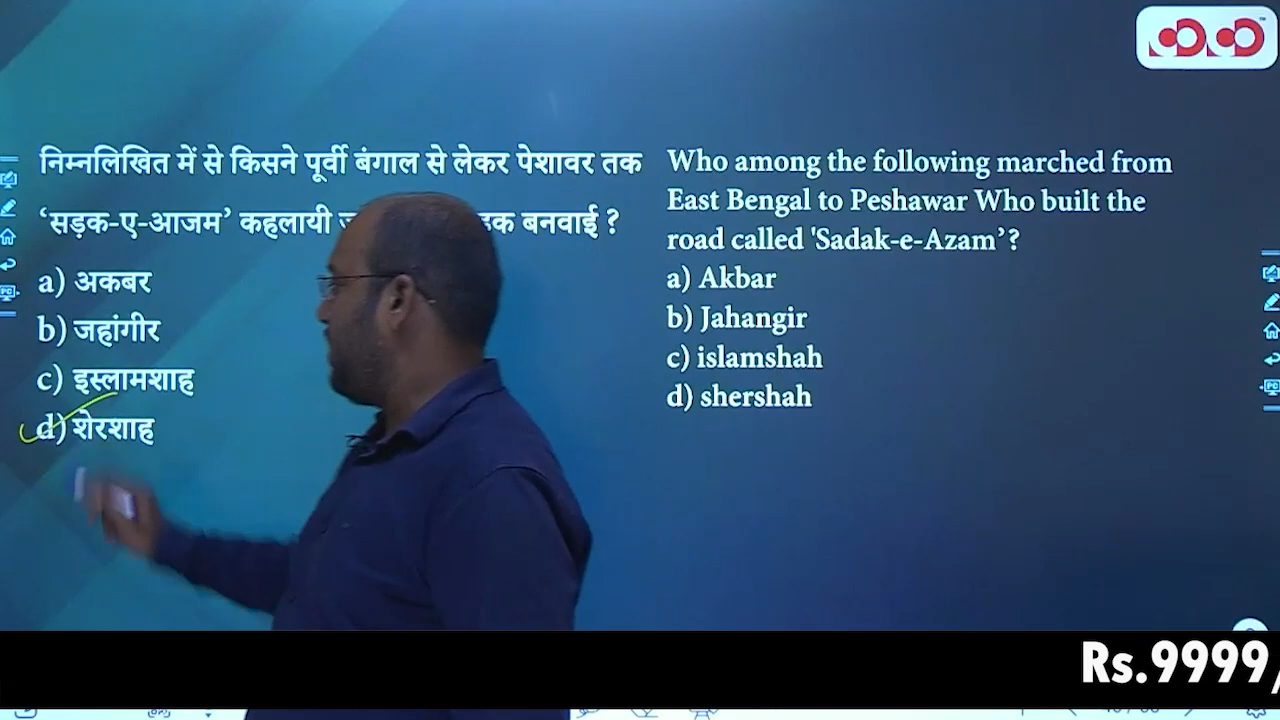 निम्नलिखित में से किसने पूर्वी बंगाल से लेकर पेशावर तक
‘सड़क-ए-आजम’ कहलायी बनवाई ?
a) अकबर
b) जहांगीर
c) इस्लामशाह
d) शेरशाह
Who among the following marched from
East Bengal to Peshawar Who built the
road called 'Sadak-e-Azam’?
a) Akbar
b) Jahangir
c) islamshah
d) shershah
Rs.9999/